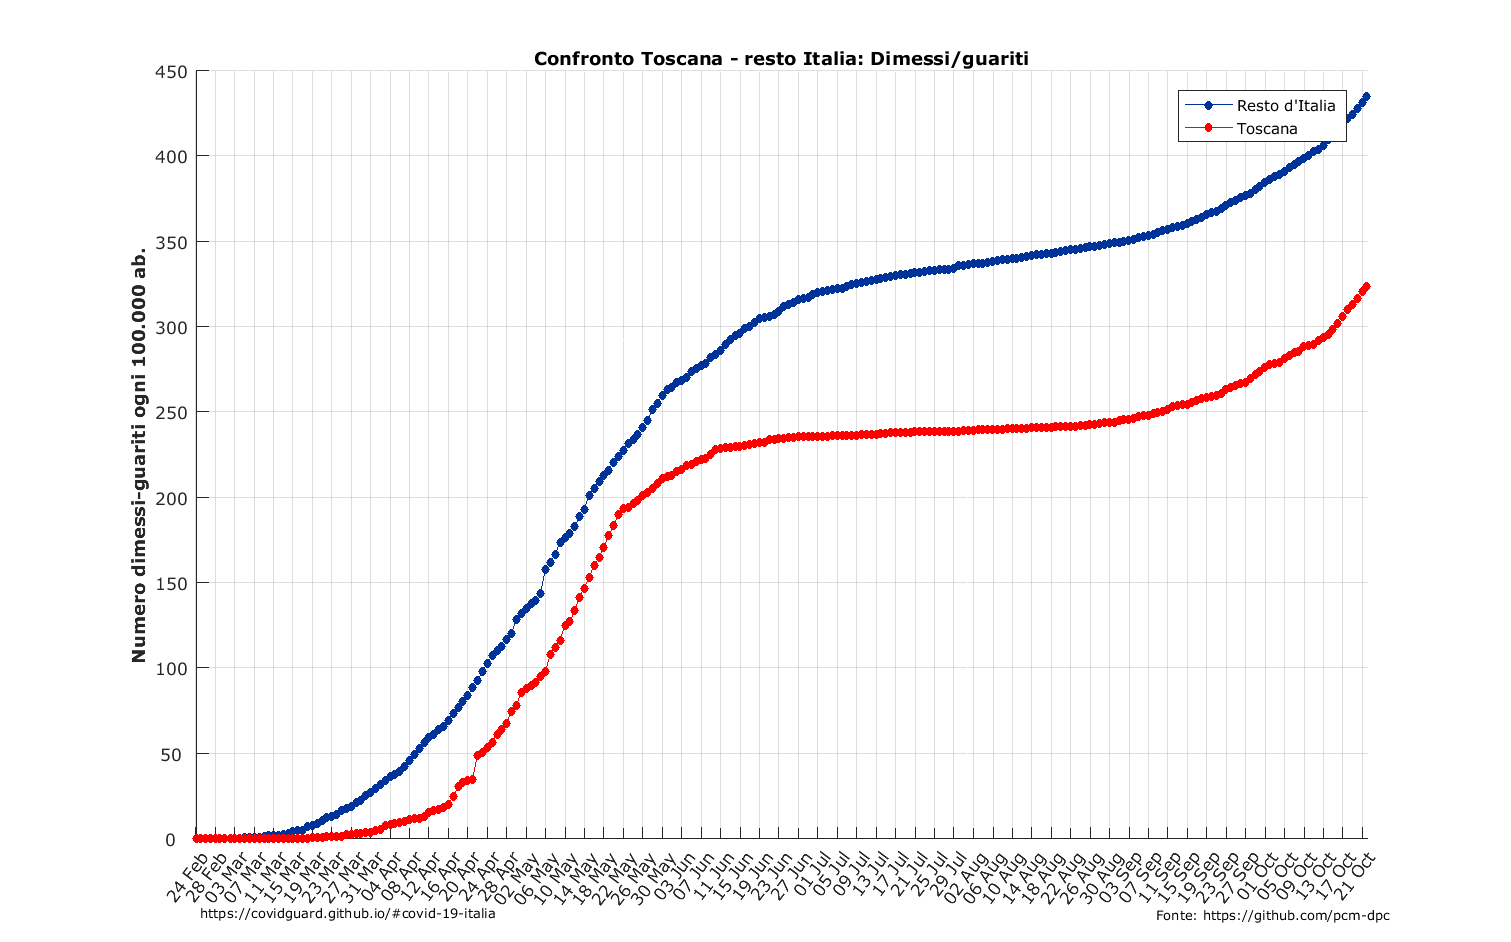 Confronto Toscana - resto Italia: Dimessi/guariti
Numero dimessi-guariti ogni 100.000 ab.
450
400
350
300
250
200
150
100
50
0
Resto d'Italia
Toscana
24 Feb
28 Feb
03 Mar
07 Mar
11 Mar
15 Mar
19 Mar
23 Mar
27 Mar
31 Mar
04 Apr
08 Apr
12 Apr
16 Apr
20 Apr
24 Apr
28 Apr
02 May
06 May
10 May
14 May
18 May
22 May
26 May
30 May
03 Jun
07 Jun
11 Jun
15 Jun
19 Jun
23 Jun
27 Jun
01 Jul
05 Jul
09 Jul
13 Jul
17 Jul
21 Jul
25 Jul
29 Jul
02 Aug
06 Aug
10 Aug
14 Aug
18 Aug
22 Aug
26 Aug
30 Aug
03 Sep
07 Sep
11 Sep
15 Sep
19 Sep
23 Sep
27 Sep
01 Oct
05 Oct
09 Oct
13 Oct
17 Oct
21 Oct
https://covidguard.github.io/#covid-19-italia
Fonte: https://github.com/pcm-dpc